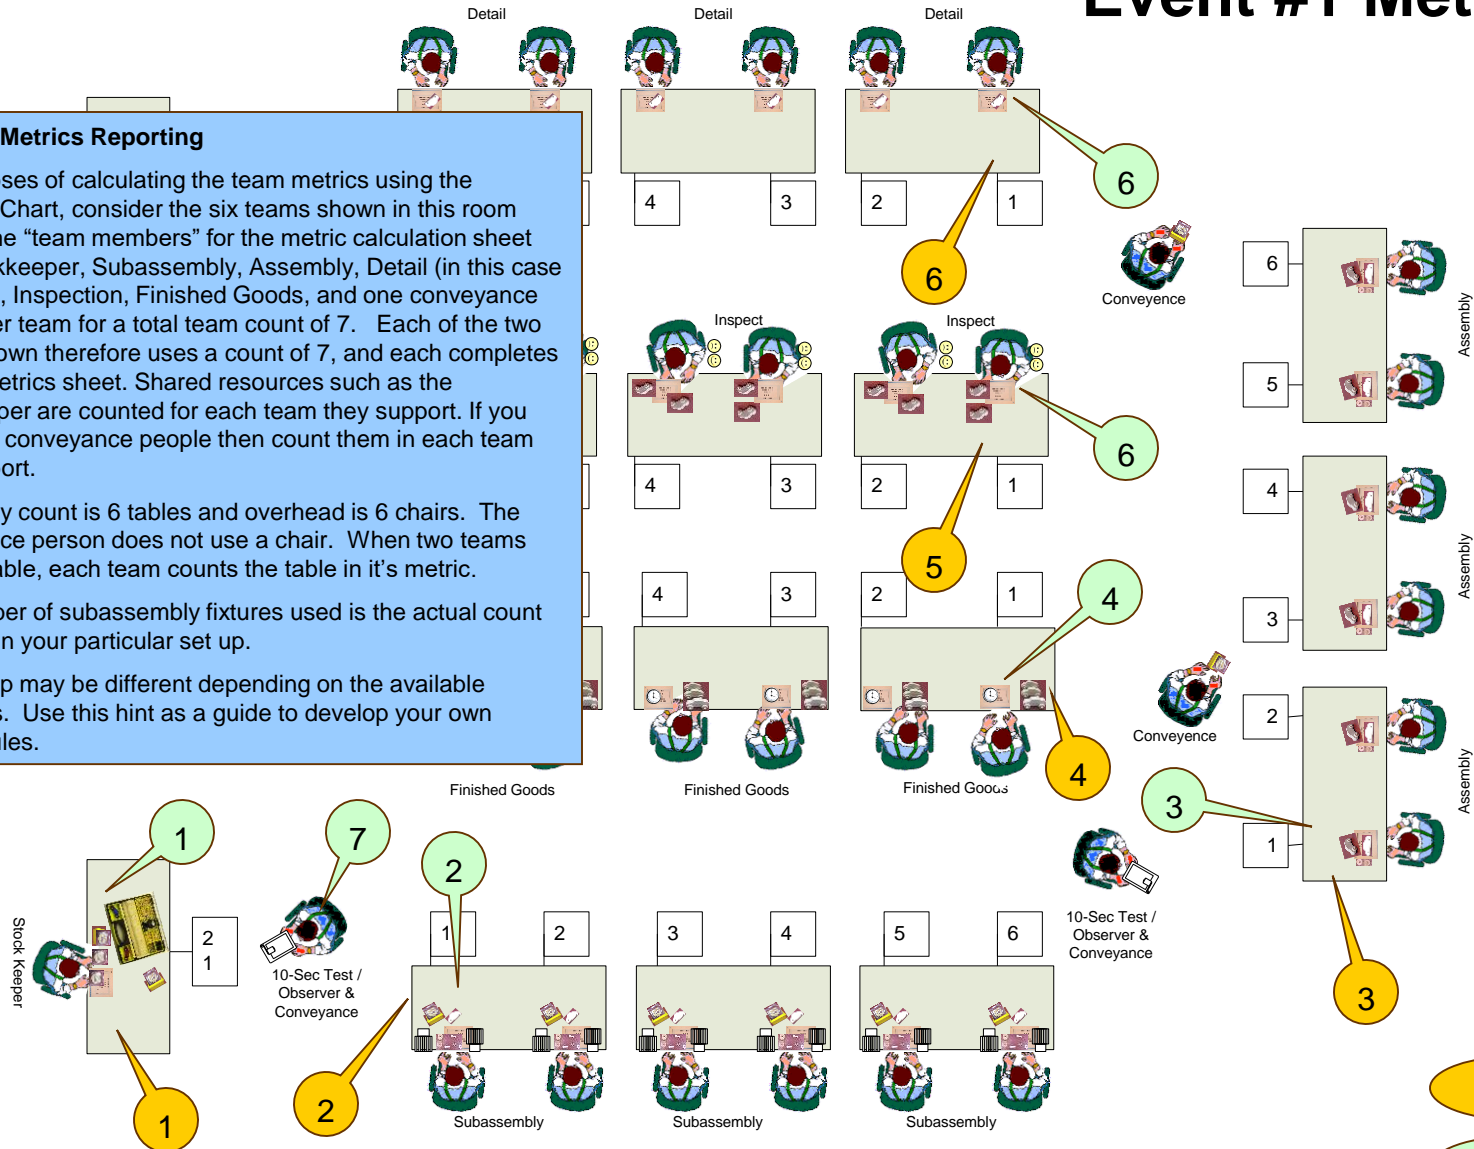 Event #1 Met
Detail
Detail
Detail
Metrics Reporting
ses of calculating the team metrics using the
Chart, consider the six teams shown in this room
e “team members” for the metric calculation sheet
kkeeper, Subassembly, Assembly, Detail (in this case
, Inspection, Finished Goods, and one conveyance
er team for a total team count of 7. Each of the two
own therefore uses a count of 7, and each completes
etrics sheet. Shared resources such as the
per are counted for each team they support. If you
conveyance people then count them in each team
ort.
y count is 6 tables and overhead is 6 chairs. The
ce person does not use a chair. When two teams
able, each team counts the table in it's metric.
er of subassembly fixtures used is the actual count
n your particular set up.
p may be different depending on the available
s. Use this hint as a guide to develop your own
ules.
4
3
2
1
6
6
Conveyence
6
5
Assembly
Inspect
Inspect
4
3
2
1
6
5
4
3
Assembly
4
3
2
1
4
4
Conveyence
2
1
Assembly
3
3
Finished Goods
Finished Goods
Finished Goods
Stock Keeper
1
2
1
1
7
10-Sec Test /
Observer &
Conveyance
2
2
1
2
3
4
5
6
Subassembly
Subassembly
Subassembly
10-Sec Test /
Observer &
Conveyance